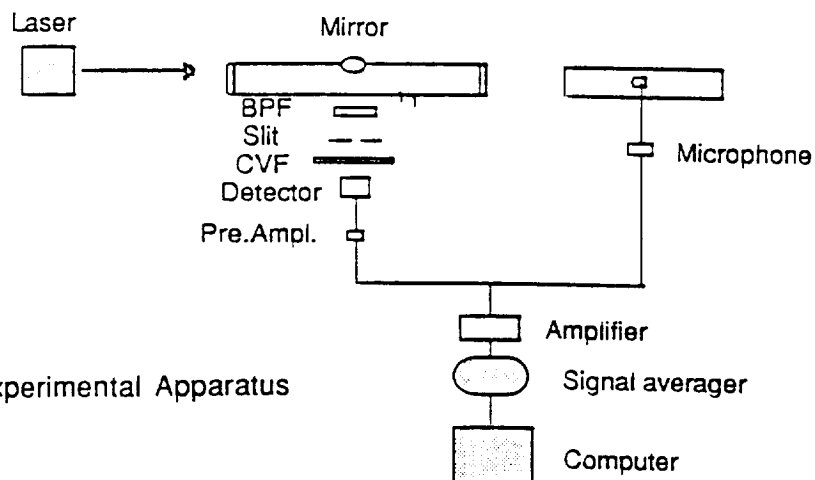 Laser
Mirror
BPF
Slit
CVF
Detector
Pre.Ampl.
Microphone
Amplifier
xperimental Apparatus
Signal averager
Computer